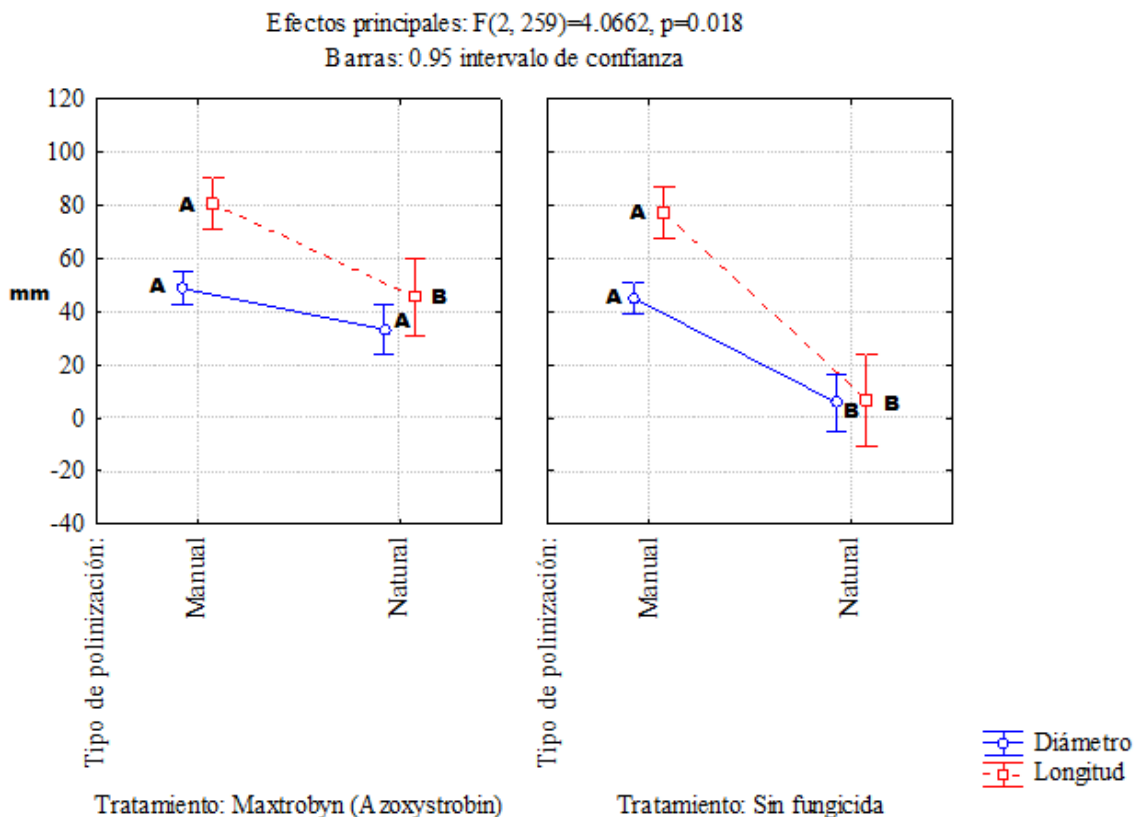 Efectos principales: F(2, 259)=4.0662, p=0.018
Barras: 0.95 intervalo de confíanza
120
100
80
60
40
20
0
-20
-40
mm
A
A
A
B
A
A
B
B
Tipo de polinización:
Manual
Natural
Tipo de polinización:
Manual
Natural
Diámetro
Longitud
Tratamiento: Maxtrobyn (Azoxystrobin)
Tratamiento: Sin fungicida